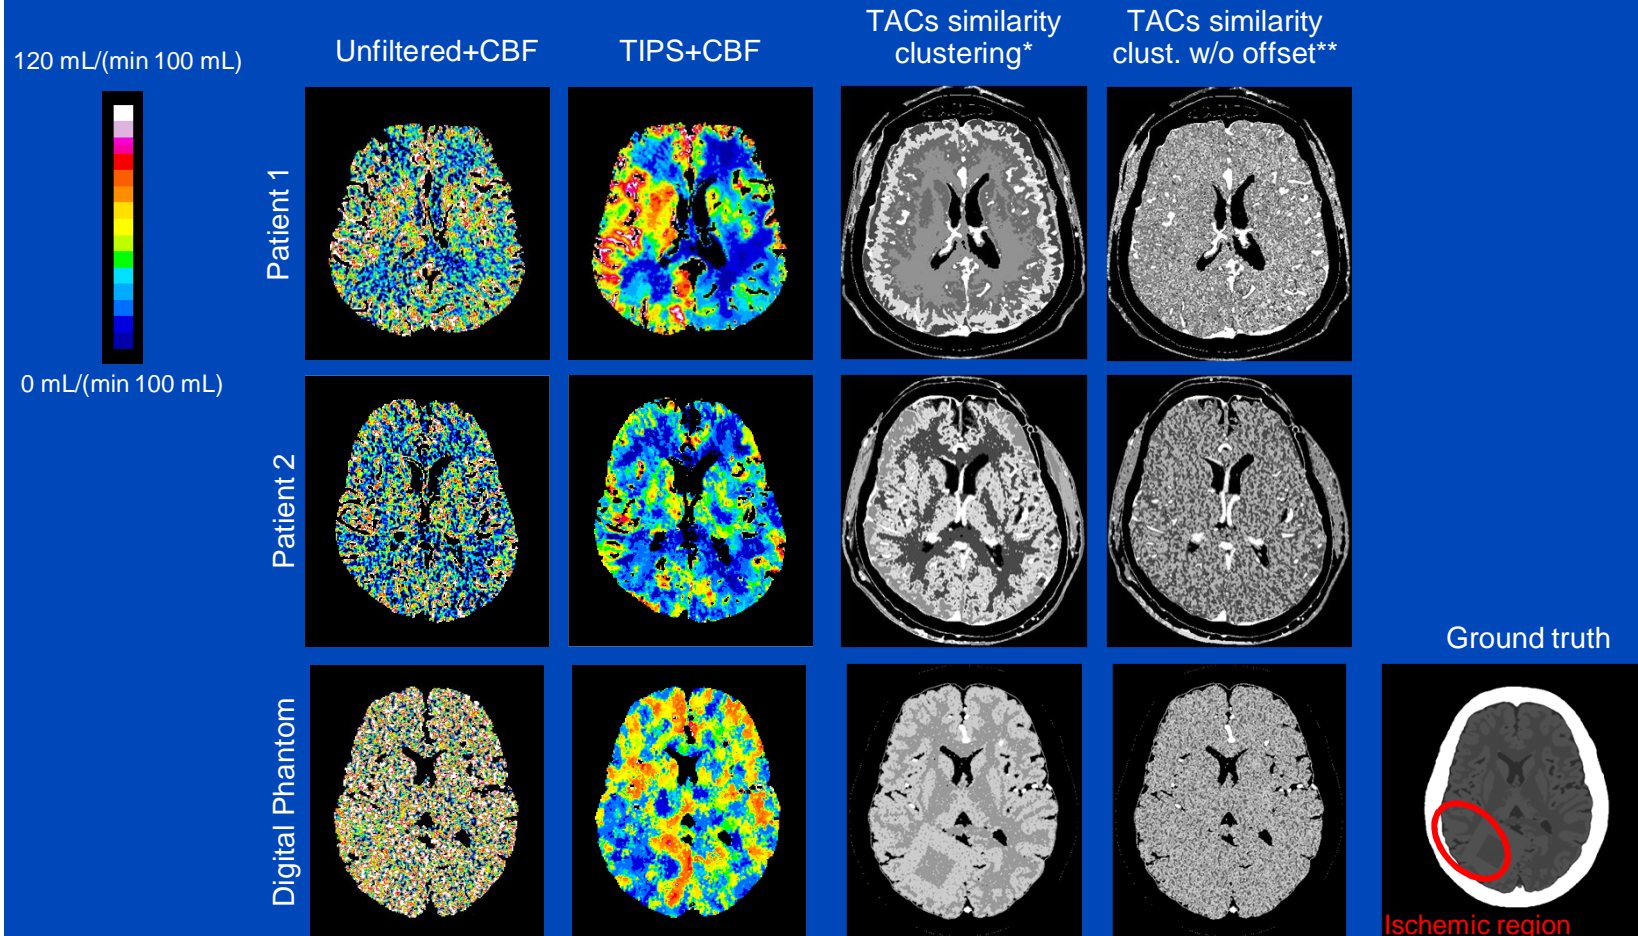 120 mL/(min 100 mL)
0 mL/(min 100 mL)
Unfiltered+CBF
TIPS+CBF
TACs similarity
clustering*
TACs similarity
clust. w/o offset**
Patient 1
Patient 2
Digital Phantom
Ground truth
Ischemic region